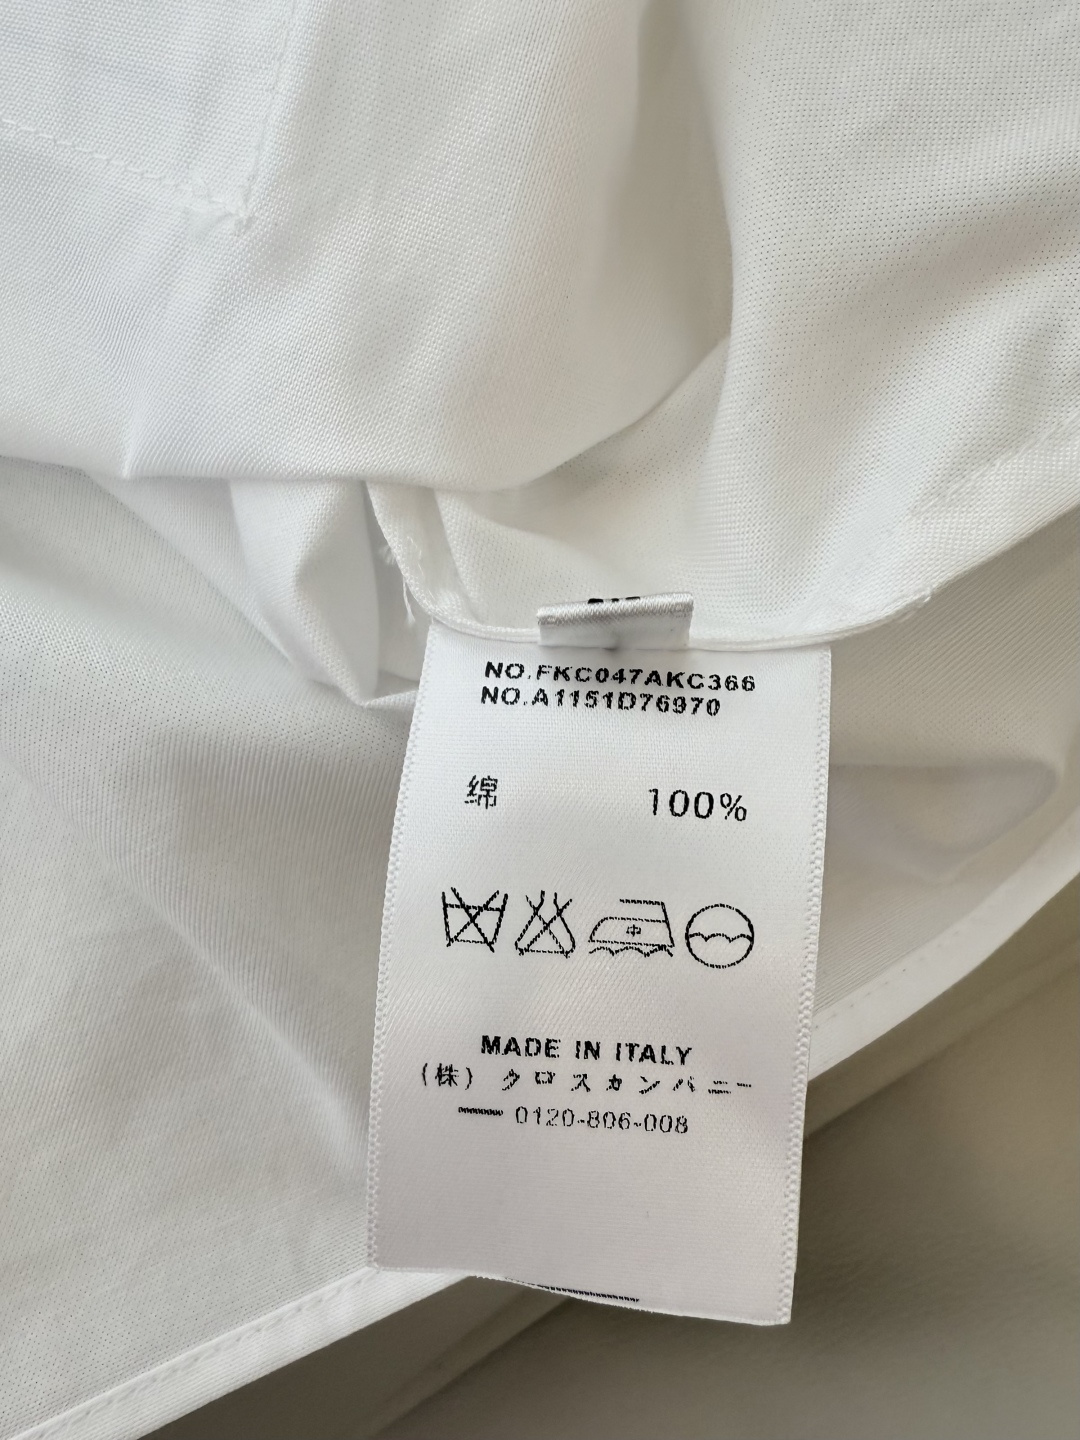 NO.FKC047AKC366
NO.A1151D76970
綿 100%
中
MADE IN ITALY
(株) クロスカンパニー
0120-806-008